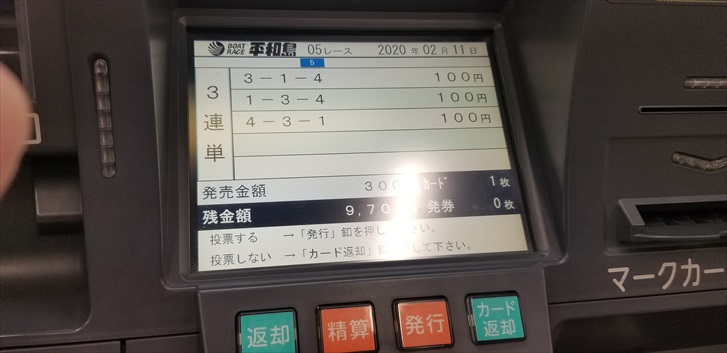 BOAT RACE 平和島 05レース 2020 年 02 月 11 日
5
3連単
3－1－4 100円
1－3－4 100円
4－3－1 100円
発売金額 300 カード 1枚
残金額 9,70 発券 0枚
投票する →「発行」釦を押して さい。
投票しない →「カード返却」 して下さい。
返却 精算 発行 カード返却
マークカー